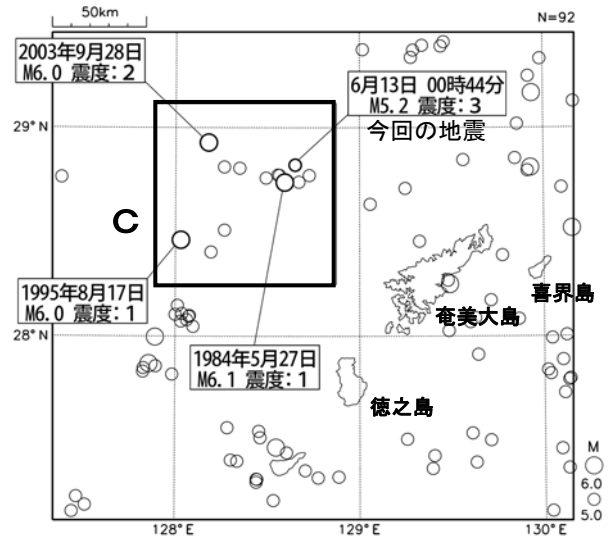 50km
N=92
2003年9月28日
M6.0 震度：2
6月13日 00時44分
M5.2 震度：3
今回の地震
29°N
C
1995年8月17日
M6.0 震度：1
喜界島
奄美大島
28°N
1984年5月27日
M6.1 震度：1
徳之島
M
6.0
5.0
128°E
129°E
130°E